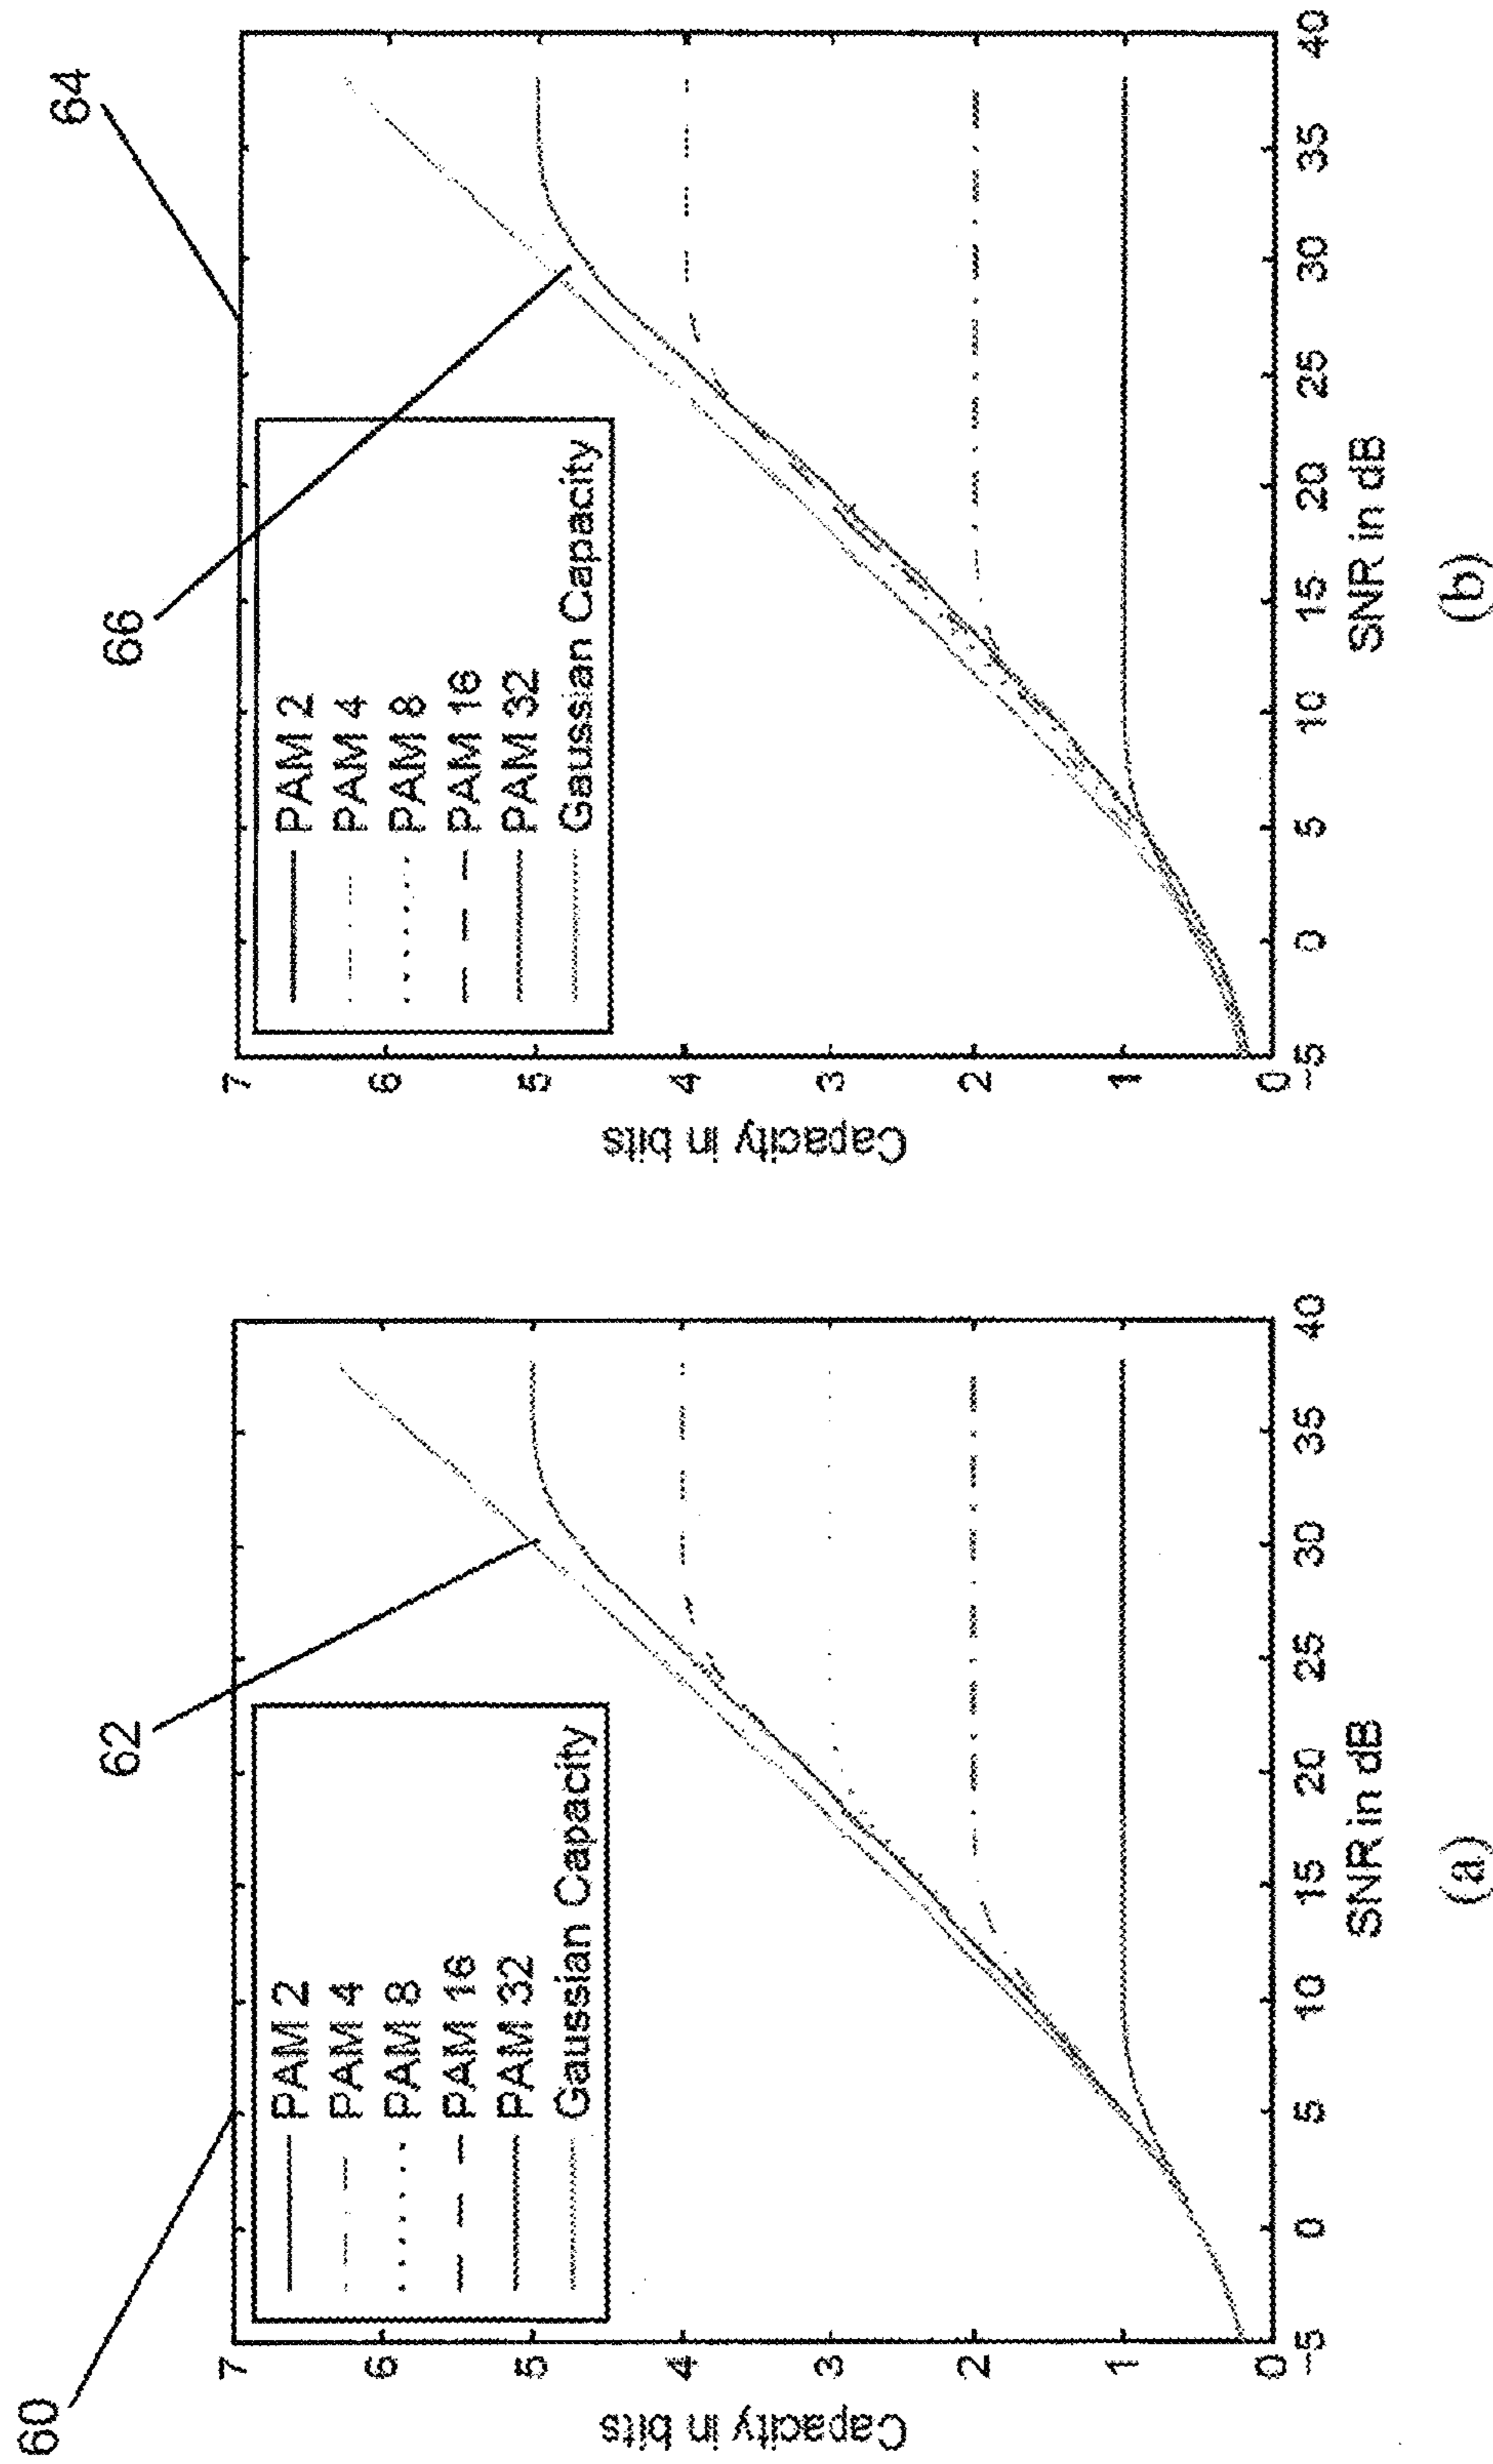 60
62
7
6
5
4
3
2
1
0
Capacity in bits
PAM 2
PAM 4
PAM 8
PAM 16
PAM 32
Gaussian Capacity
-5
0
5
10
15
20
25
30
35
40
SNR in dB
(a)
64
66
7
6
5
4
3
2
1
0
Capacity in bits
PAM 2
PAM 4
PAM 8
PAM 16
PAM 32
Gaussian Capacity
-5
0
5
10
15
20
25
30
35
40
SNR in dB
(b)